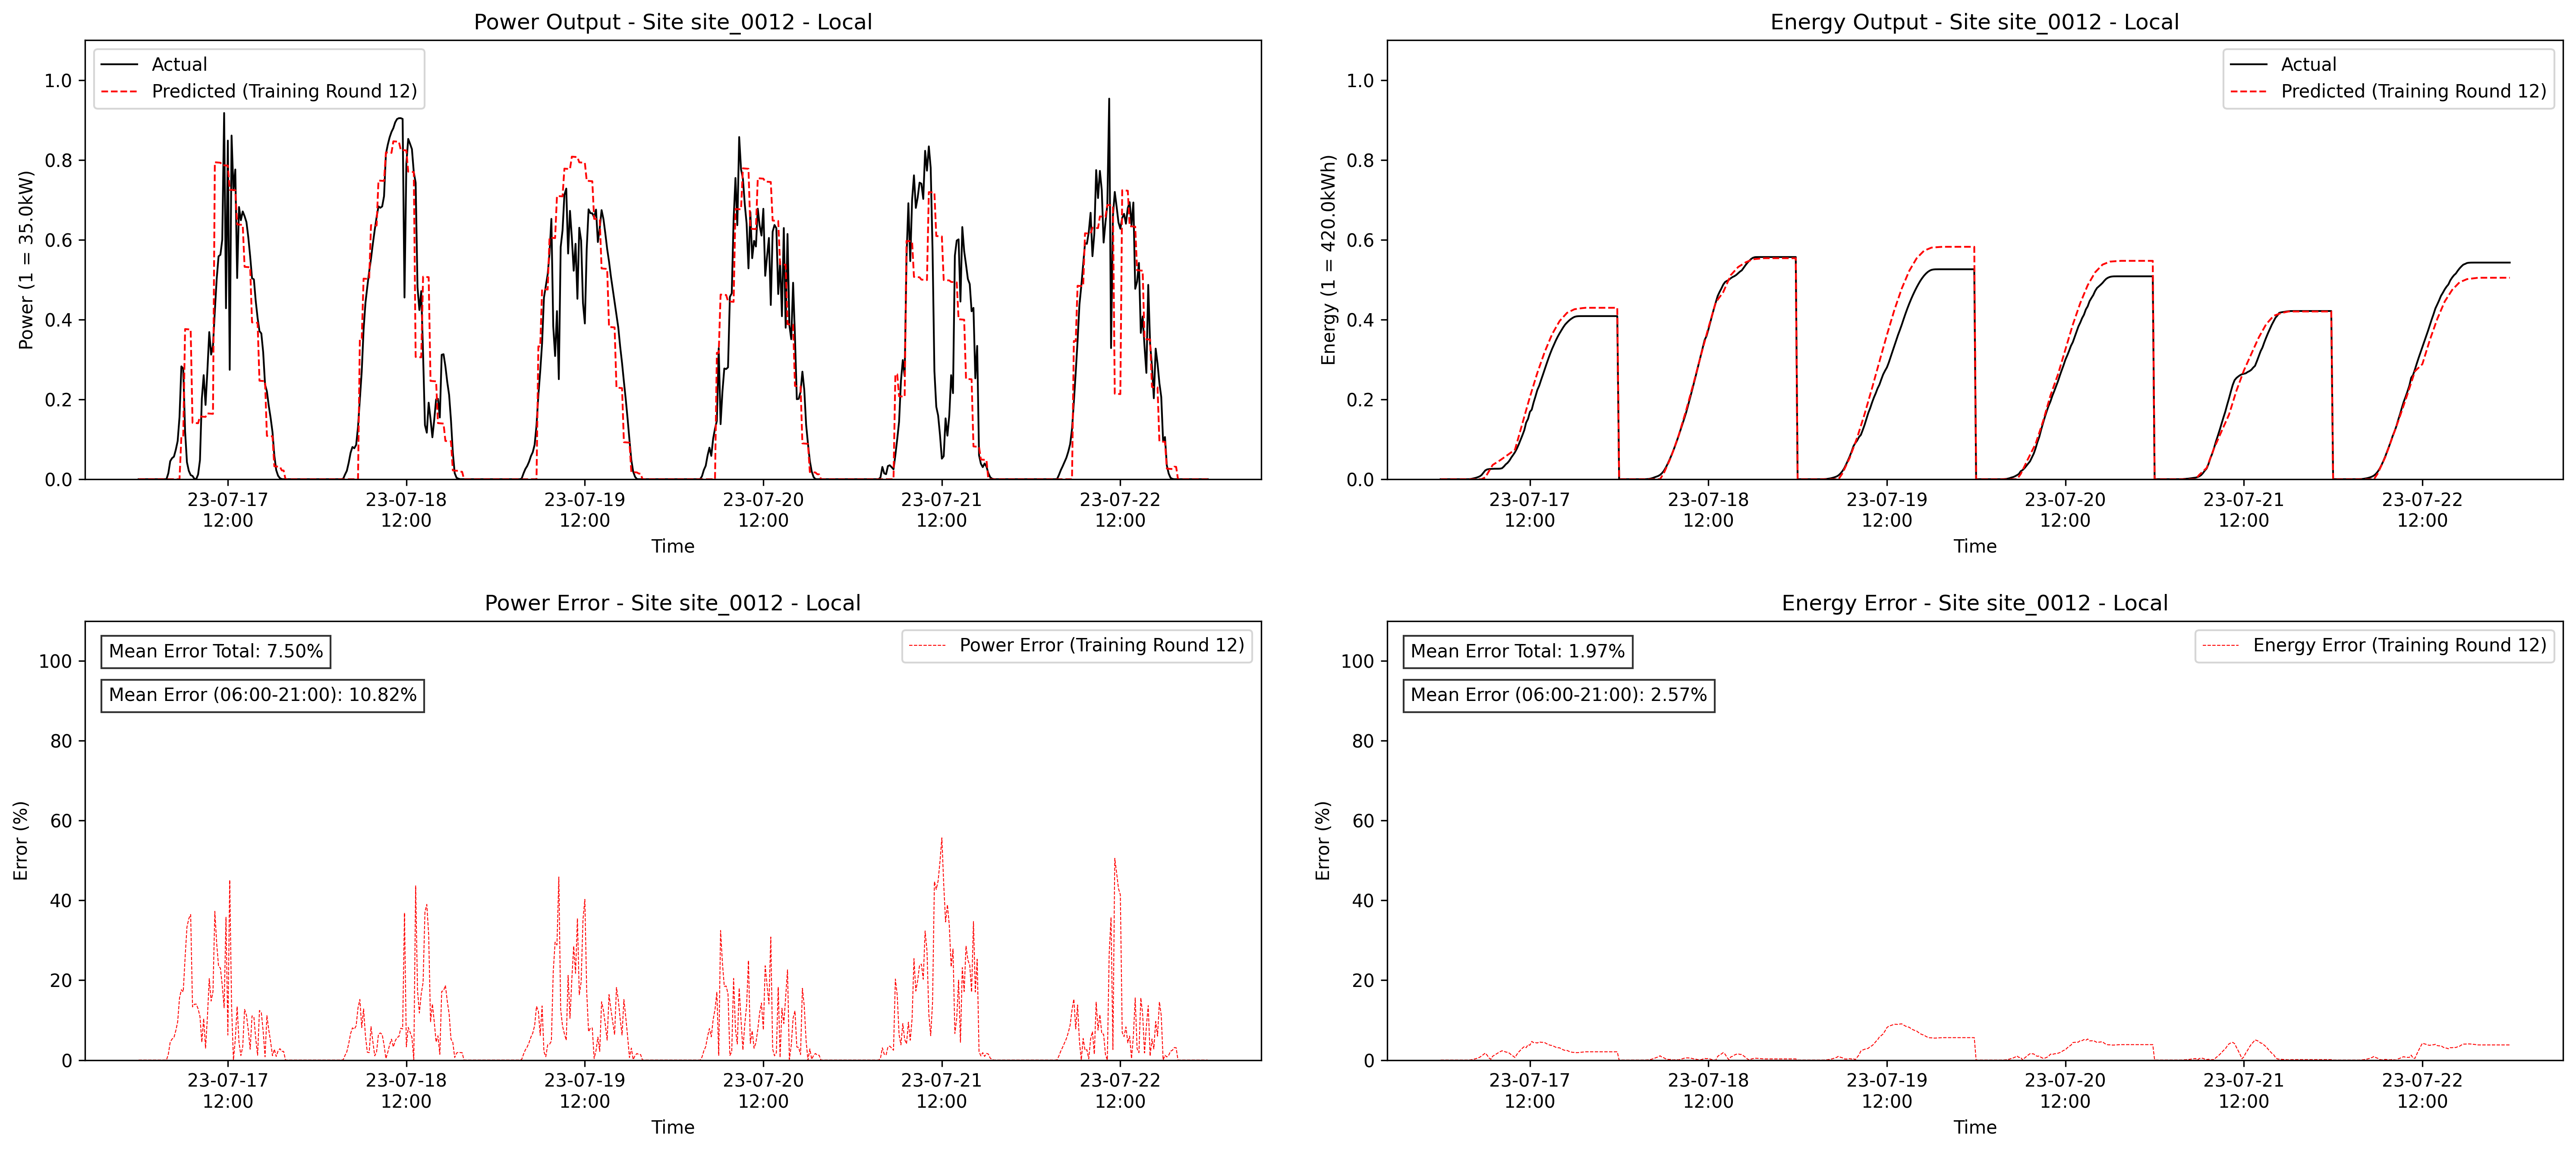 Power Output - Site site_0012 - Local
Actual
Predicted (Training Round 12)
Power (1 = 35.0kW)
1.0
0.8
0.6
0.4
0.2
0.0
23-07-17 23-07-18 23-07-19 23-07-20 23-07-21 23-07-22
12:00 12:00 12:00 12:00 12:00 12:00
Time
Energy Output - Site site_0012 - Local
Actual
Predicted (Training Round 12)
Energy (1 = 420.0kWh)
1.0
0.8
0.6
0.4
0.2
0.0
23-07-17 23-07-18 23-07-19 23-07-20 23-07-21 23-07-22
12:00 12:00 12:00 12:00 12:00 12:00
Time
Power Error - Site site_0012 - Local
Mean Error Total: 7.50%
Mean Error (06:00-21:00): 10.82%
Power Error (Training Round 12)
Error (%)
100
80
60
40
20
0
23-07-17 23-07-18 23-07-19 23-07-20 23-07-21 23-07-22
12:00 12:00 12:00 12:00 12:00 12:00
Time
Energy Error - Site site_0012 - Local
Mean Error Total: 1.97%
Mean Error (06:00-21:00): 2.57%
Energy Error (Training Round 12)
Error (%)
100
80
60
40
20
0
23-07-17 23-07-18 23-07-19 23-07-20 23-07-21 23-07-22
12:00 12:00 12:00 12:00 12:00 12:00
Time